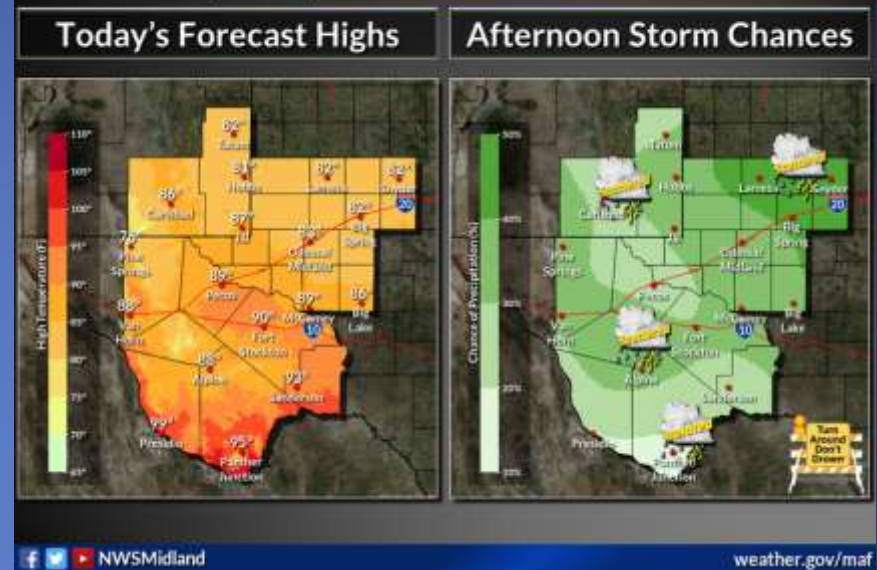 Today's Forecast Highs
Afternoon Storm Chances
110°
105°
100°
95°
90°
85°
80°
75°
70°
65°
High Temperature (F)
82°
Tatum
81°
Hobbs
82°
Lamesa
82°
Snyder
86°
Carlsbad
20
82°
Big
Spring
Jal
Odessa/
Midland
Pine
Springs
89°
Pecos
88°
Van
Horn
89°
McCamey
86°
Big
Lake
90°
Fort
Stockton
10
Alpine
93°
Sanderson
99°
Presidio
95°
Panther
Junction
50%
40%
30%
20%
10%
Chance of Precipitation (%)
Tatum
Hobbs
Lamesa
Snyder
Carlsbad
20
Jal
Big
Spring
Odessa/
Midland
Pine
Springs
Pecos
Van
Horn
10
Big
Lake
Fort
Stockton
Alpine
Sanderson
Presidio
Panther
Junction
Turn
Around
Don't
Drown
NWSMidland
weather.gov/maf